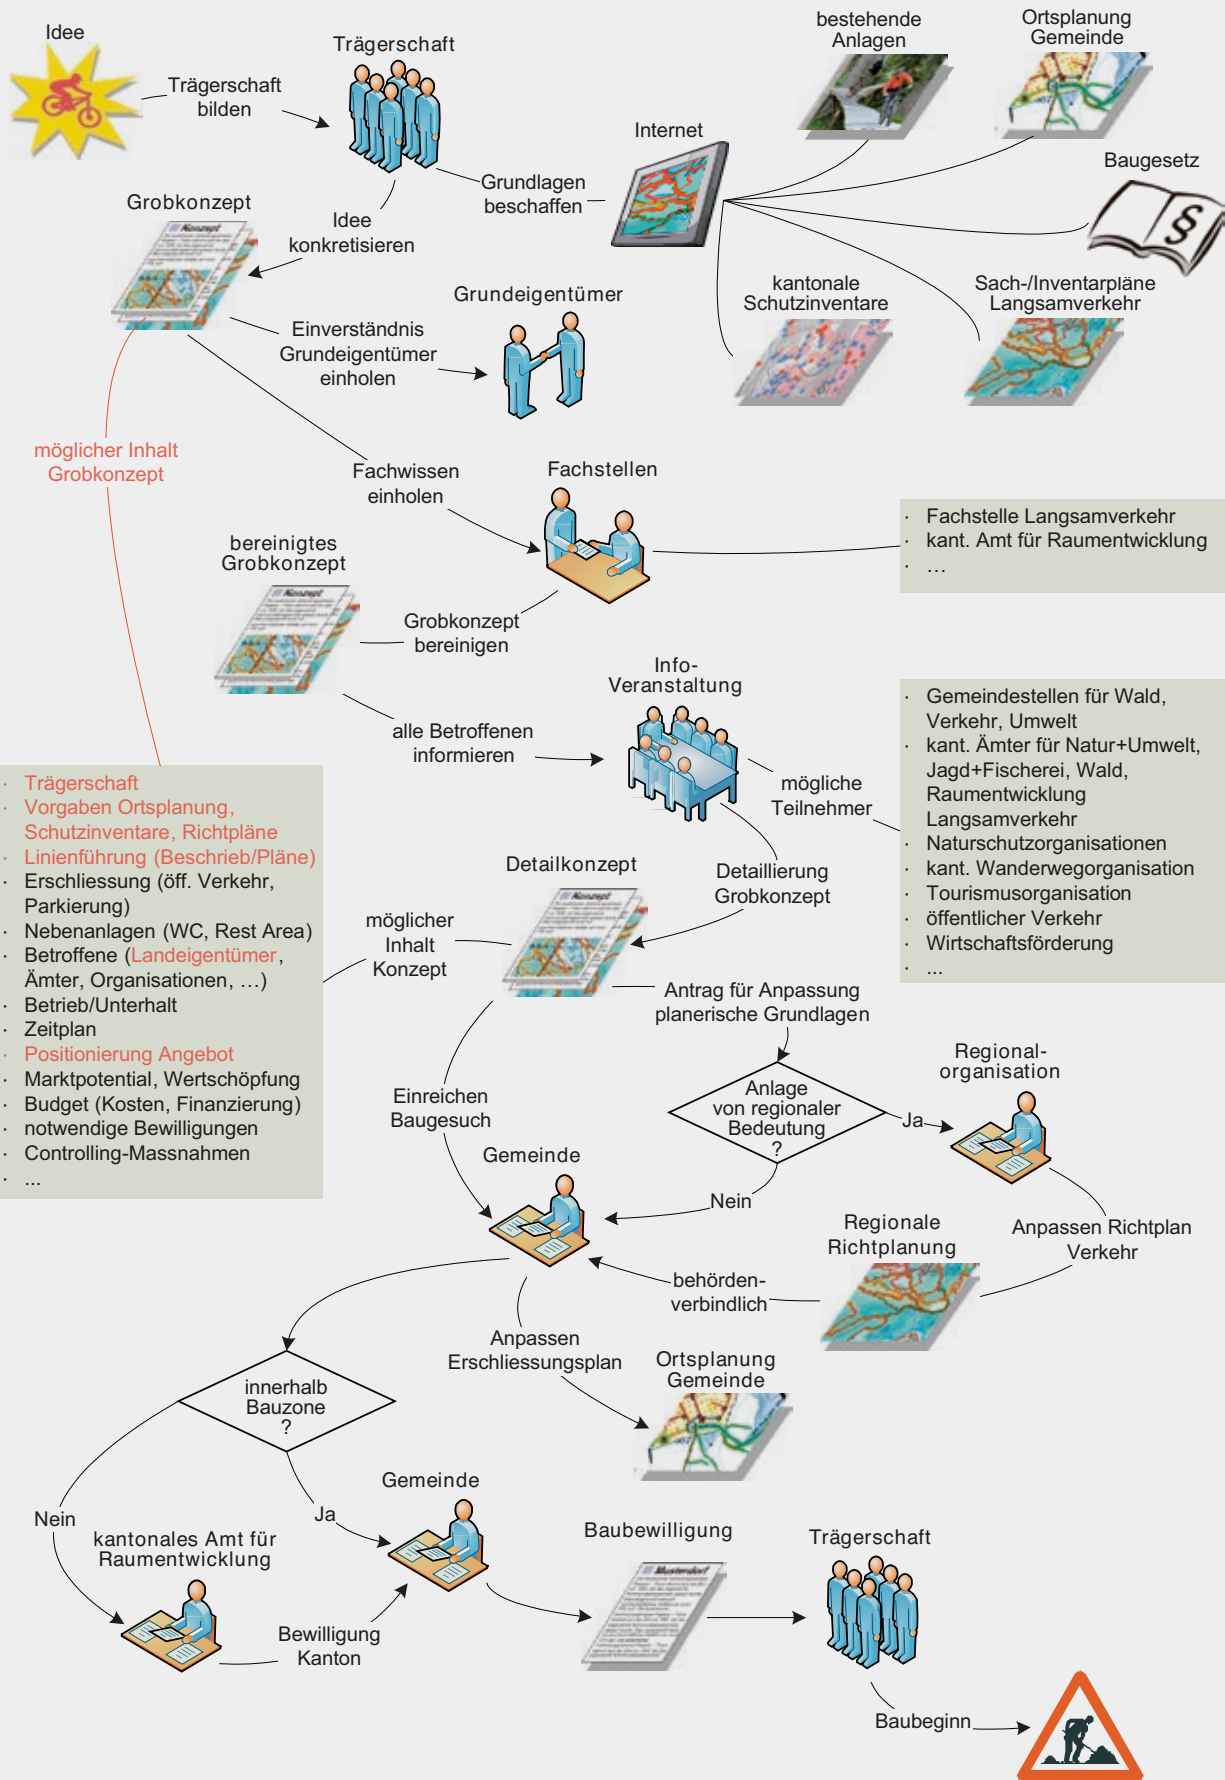 Idee
Trägerschaft
bilden
Trägerschaft
bestehende
Anlagen
Ortsplanung
Gemeinde
Internet
Grundlagen
beschaffen
Baugesetz
§
Grobkonzept
Konzept
Idee
konkretisieren
kantonale
Schutzinventare
Sach-/Inventarpläne
Langsamverkehr
Einverständnis
Grundeigentümer
einholen
Grundeigentümer
möglicher Inhalt
Grobkonzept
Fachwissen
einholen
Fachstellen
· Fachstelle Langsamverkehr
· kant. Amt für Raumentwicklung
· …
bereinigtes
Grobkonzept
Konzept
Grobkonzept
bereinigen
Info-
Veranstaltung
alle Betroffenen
informieren
mögliche
Teilnehmer
· Gemeindestellen für Wald,
Verkehr, Umwelt
· kant. Ämter für Natur+Umwelt,
Jagd+Fischerei, Wald,
Raumentwicklung
Langsamverkehr
· Naturschutzorganisationen
· kant. Wanderwegorganisation
· Tourismusorganisation
· öffentlicher Verkehr
· Wirtschaftsförderung
· ...
· Trägerschaft
· Vorgaben Ortsplanung,
Schutzinventare, Richtpläne
· Linienführung (Beschrieb/Pläne)
· Erschliessung (öff. Verkehr,
Parkierung)
· Nebenanlagen (WC, Rest Area)
· Betroffene (Landeigentümer,
Ämter, Organisationen, …)
· Betrieb/Unterhalt
· Zeitplan
· Positionierung Angebot
· Marktpotential, Wertschöpfung
· Budget (Kosten, Finanzierung)
· notwendige Bewilligungen
· Controlling-Massnahmen
· ...
Detailkonzept
Konzept
Detaillierung
Grobkonzept
möglicher
Inhalt
Konzept
Antrag für Anpassung
planerische Grundlagen
Einreichen
Baugesuch
Anlage
von regionaler
Bedeutung
?
Ja
Regional-
organisation
Nein
Gemeinde
Anpassen Richtplan
Verkehr
Regionale
Richtplanung
behörden-
verbindlich
Anpassen
Erschliessungsplan
Ortsplanung
Gemeinde
innerhalb
Bauzone
?
Nein
Ja
kantonales Amt für
Raumentwicklung
Gemeinde
Bewilligung
Kanton
Baubewilligung
Musterdorf
Trägerschaft
Baubeginn